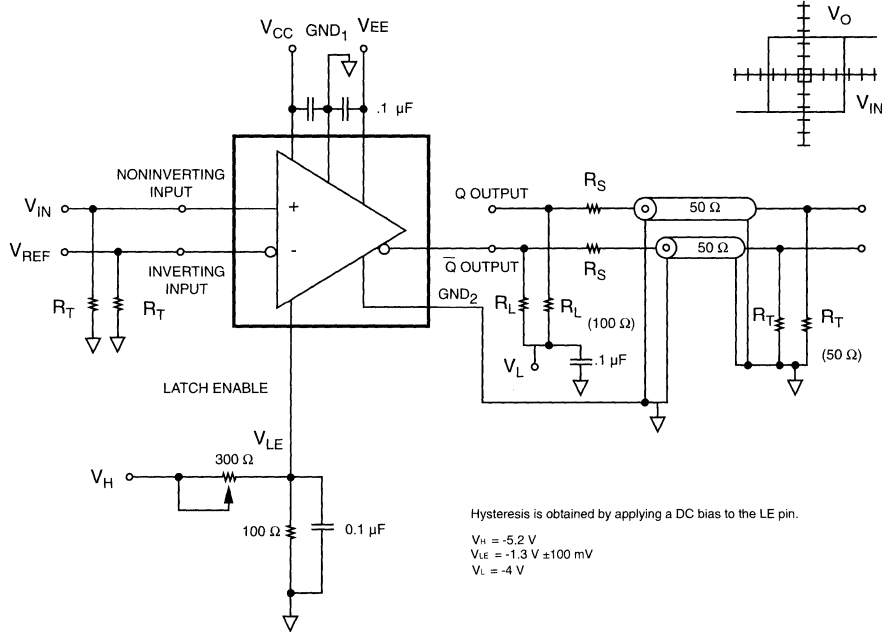 V_CC GND_1 V_EE
.1 µF
V_O
V_IN
NONINVERTING
INPUT
V_IN
+
Q OUTPUT
R_S
50 Ω
V_REF
-
50 Ω
INVERTING
INPUT
Q̅ OUTPUT
R_S
GND_2
R_T
R_T
R_L
R_L
(100 Ω)
R_T
R_T
(50 Ω)
V_L
.1 µF
LATCH ENABLE
V_LE
300 Ω
V_H
100 Ω
0.1 µF
Hysteresis is obtained by applying a DC bias to the LE pin.
V_H = -5.2 V
V_LE = -1.3 V ±100 mV
V_L = -4 V